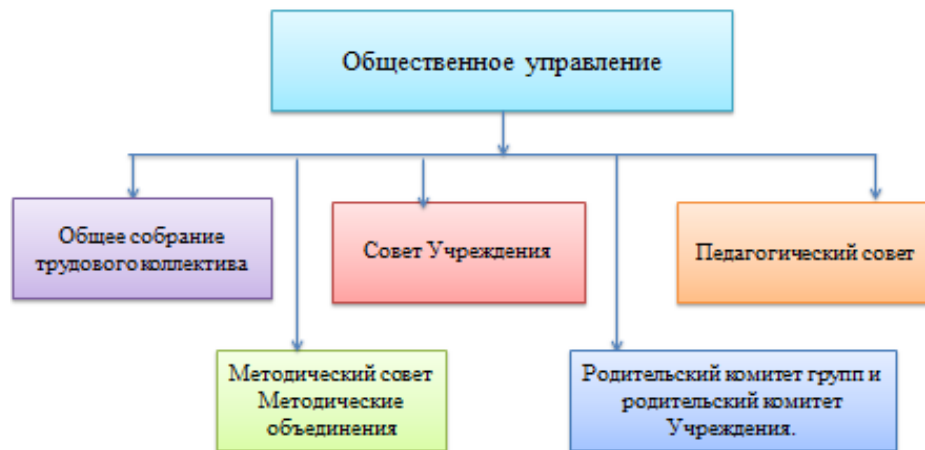 Общественное управление
Общее собрание
трудового коллектива
Совет Учреждения
Педагогический совет
Методический совет
Методические
объединения
Родительский комитет групп и
родительский комитет
Учреждения.